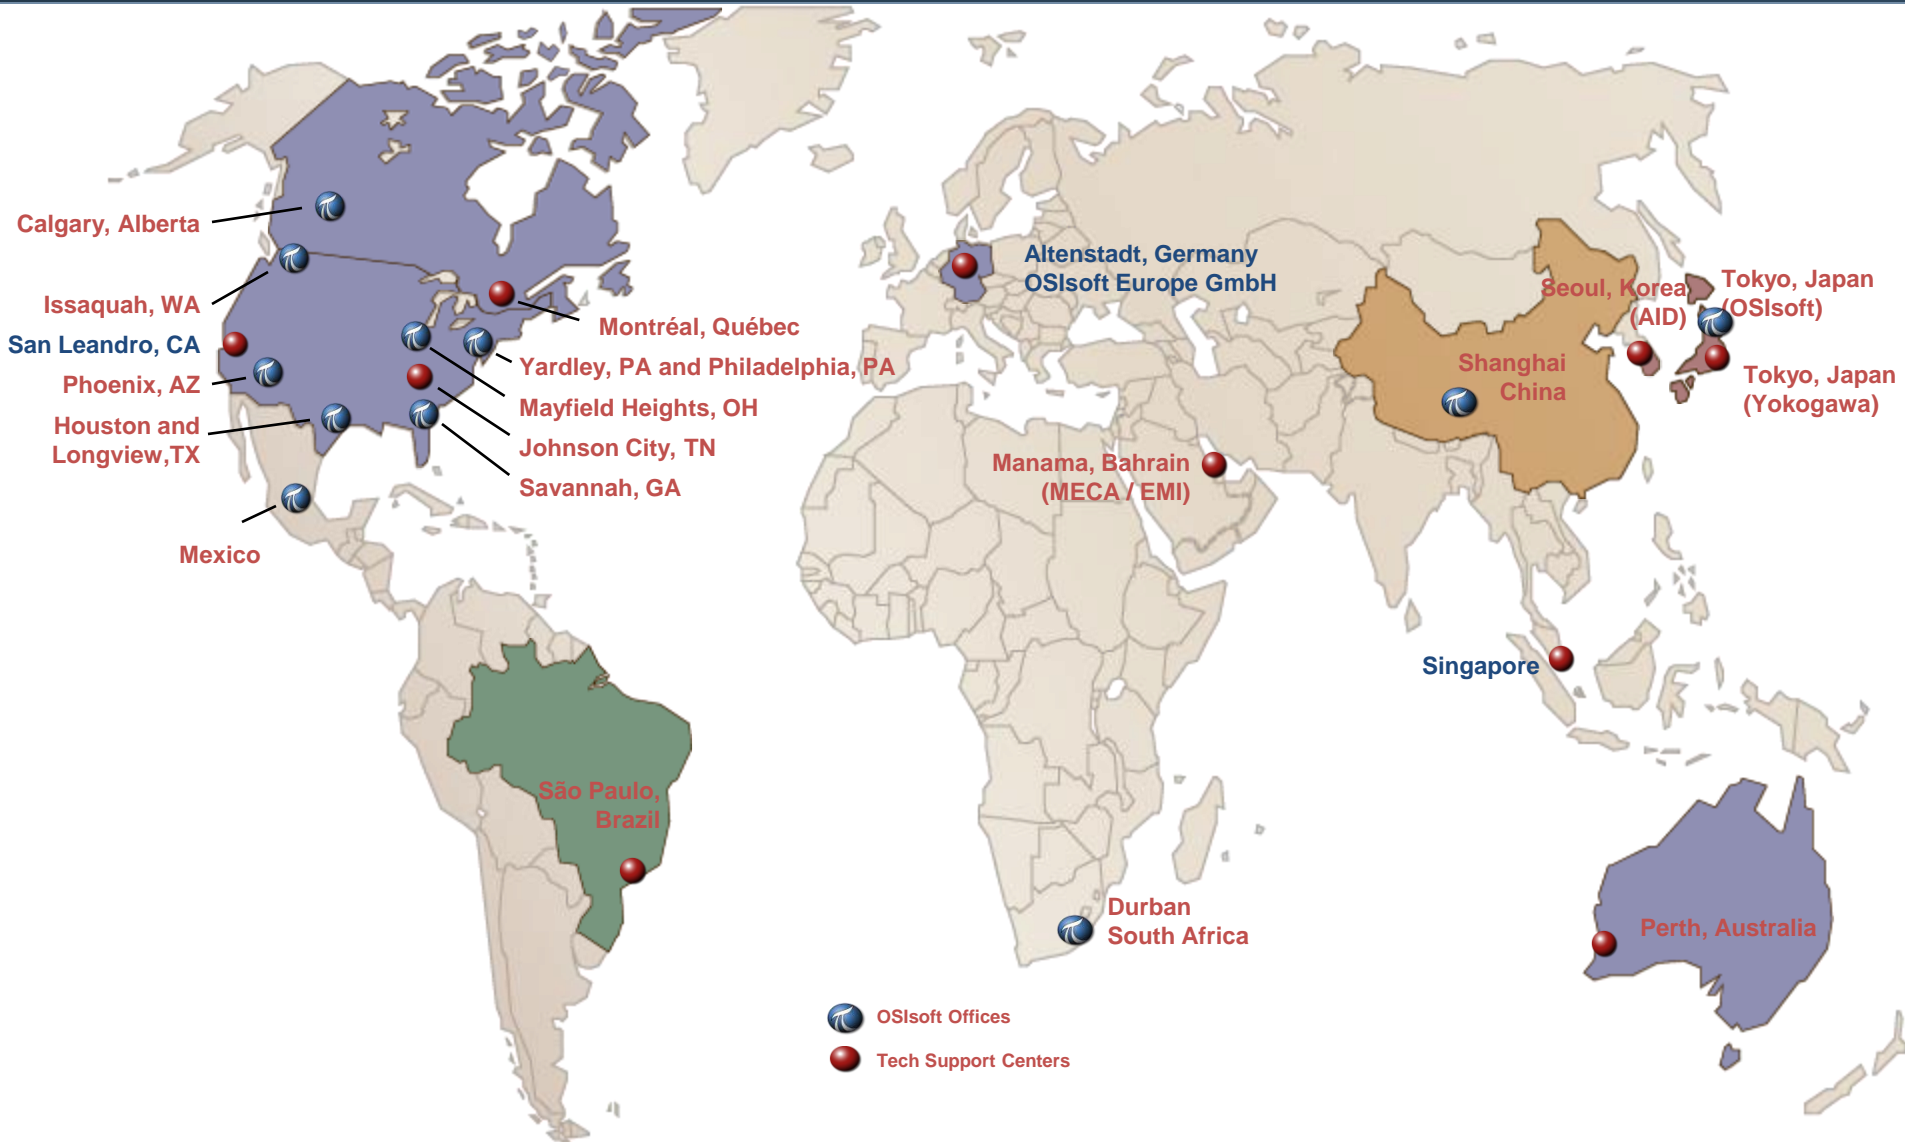 Calgary, Alberta
Issaquah, WA
San Leandro, CA
Phoenix, AZ
Houston and
Longview,TX
Mexico
Montréal, Québec
Yardley, PA and Philadelphia, PA
Mayfield Heights, OH
Johnson City, TN
Savannah, GA
São Paulo,
Brazil
Altenstadt, Germany
OSIsoft Europe GmbH
Manama, Bahrain
(MECA / EMI)
Durban
South Africa
Seoul, Korea
(AID)
Tokyo, Japan
(OSIsoft)
Shanghai
China
Tokyo, Japan
(Yokogawa)
Singapore
Perth, Australia
OSIsoft Offices
Tech Support Centers